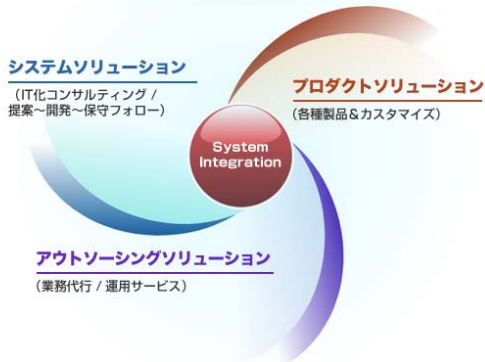 システムソリューション
(IT化コンサルティング /
提案～開発～保守フォロー)
プロダクトソリューション
(各種製品＆カスタマイズ)
System
Integration
アウトソーシングソリューション
(業務代行 / 運用サービス)